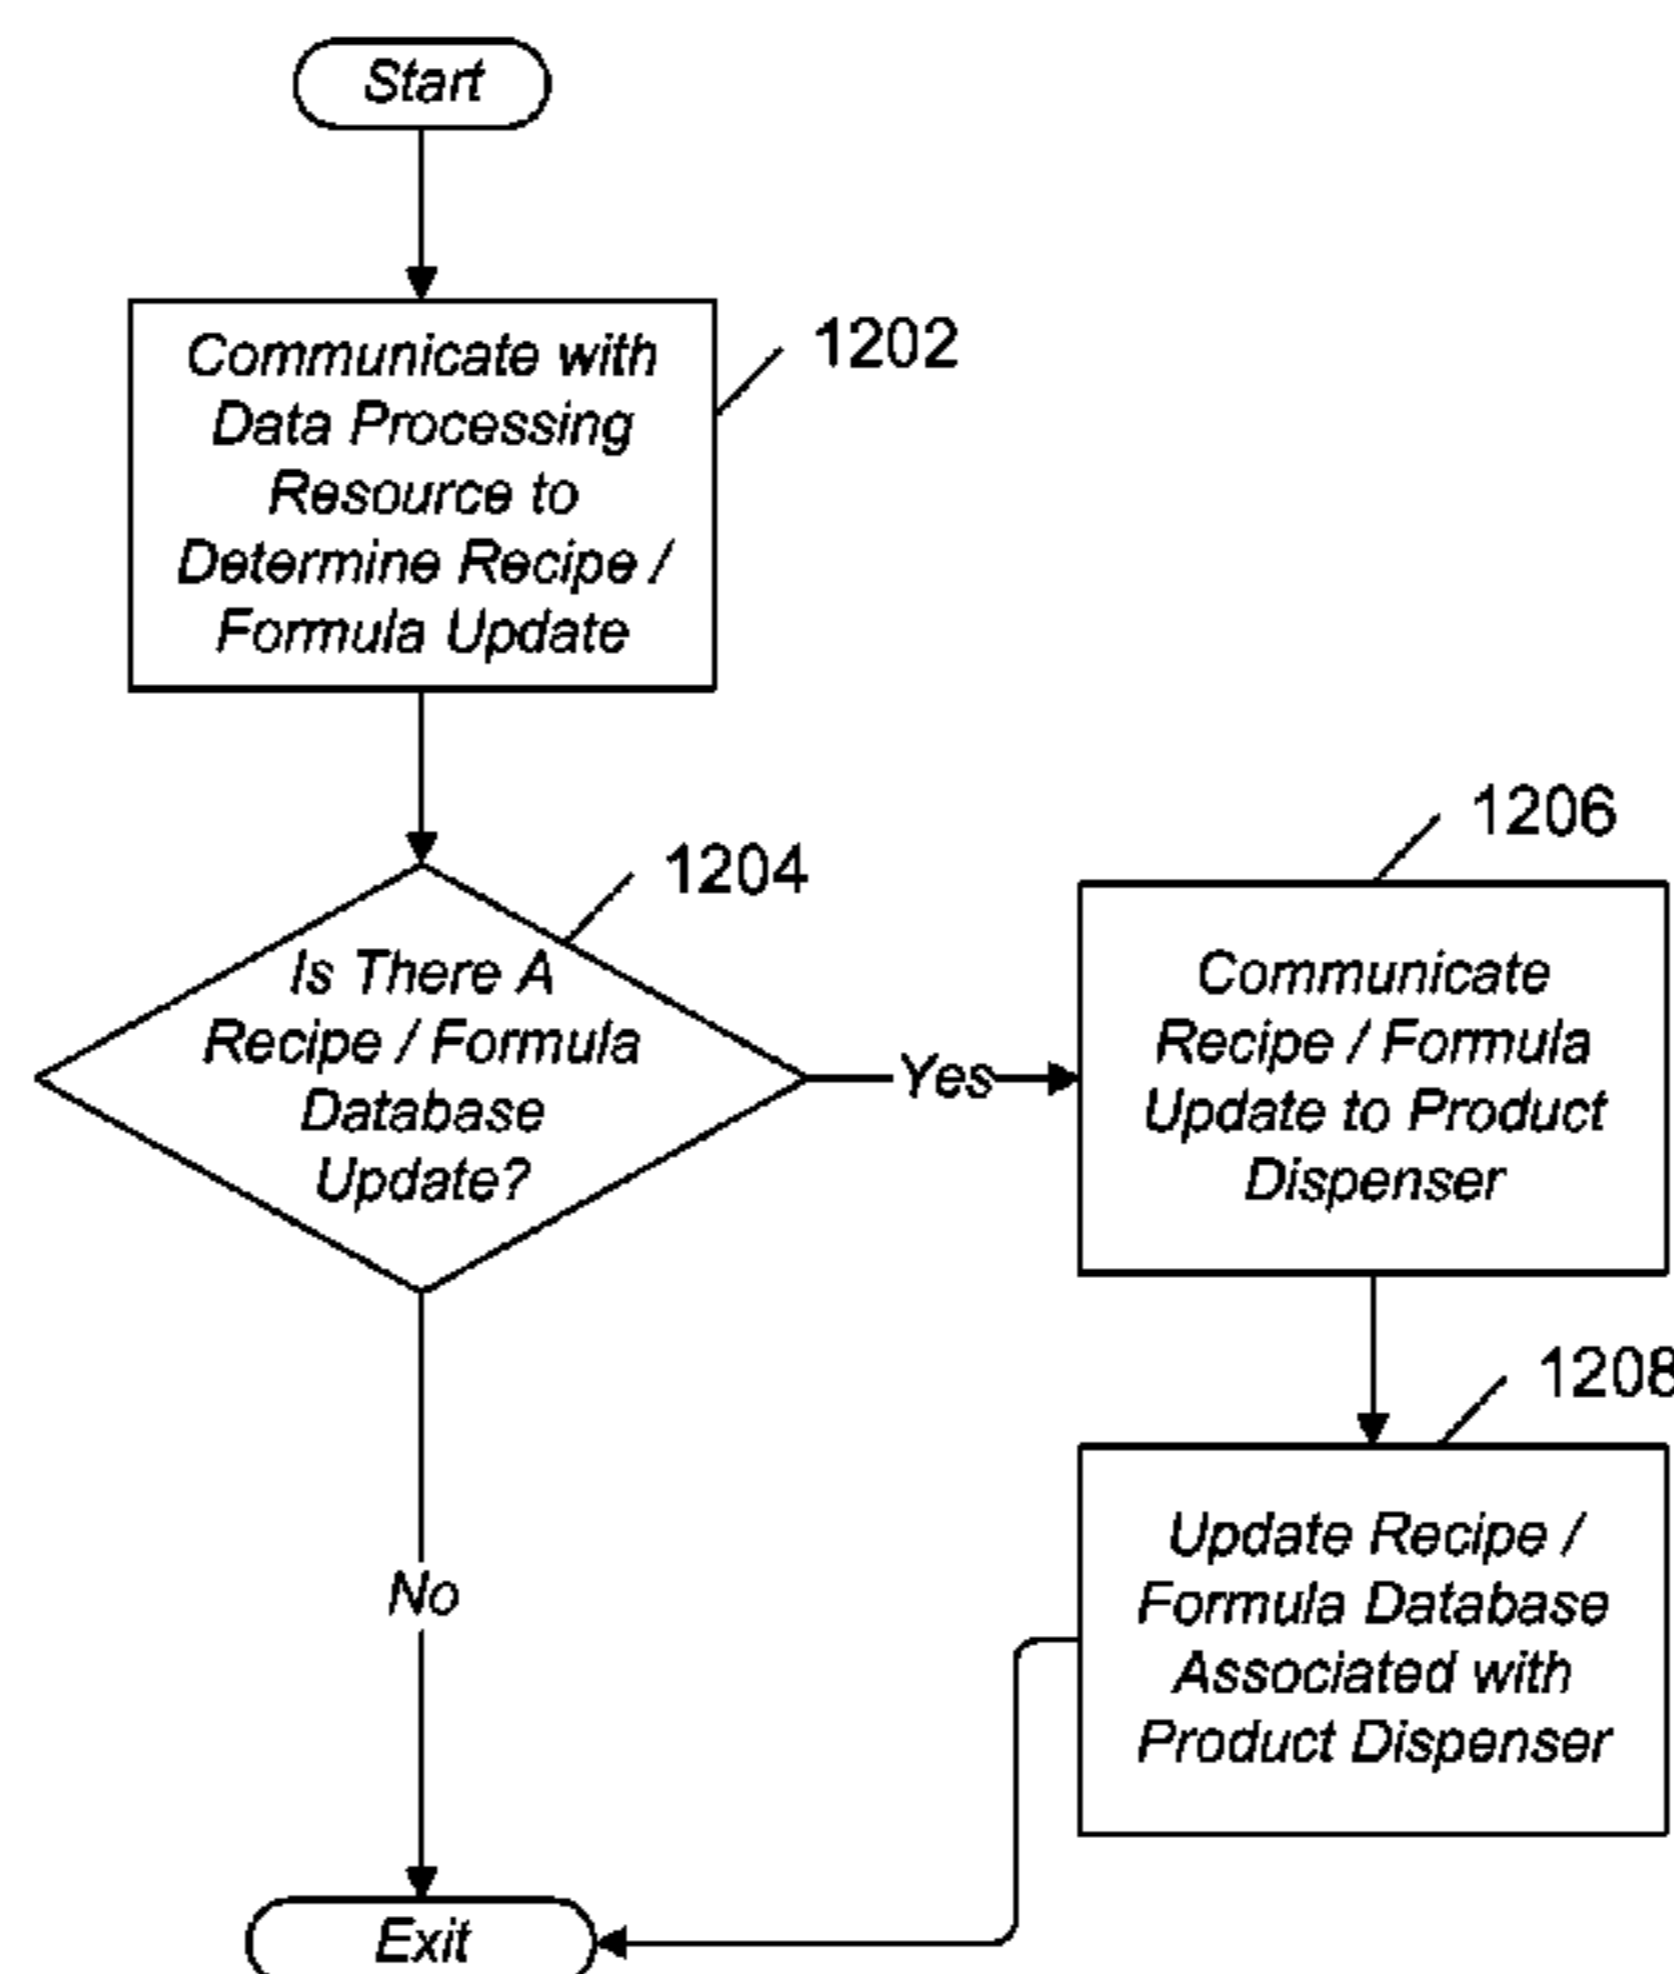 Start
Communicate with
Data Processing
Resource to
Determine Recipe /
Formula Update
1202
1204
Is There A
Recipe / Formula
Database
Update?
Yes
1206
Communicate
Recipe / Formula
Update to Product
Dispenser
1208
Update Recipe /
Formula Database
Associated with
Product Dispenser
No
Exit